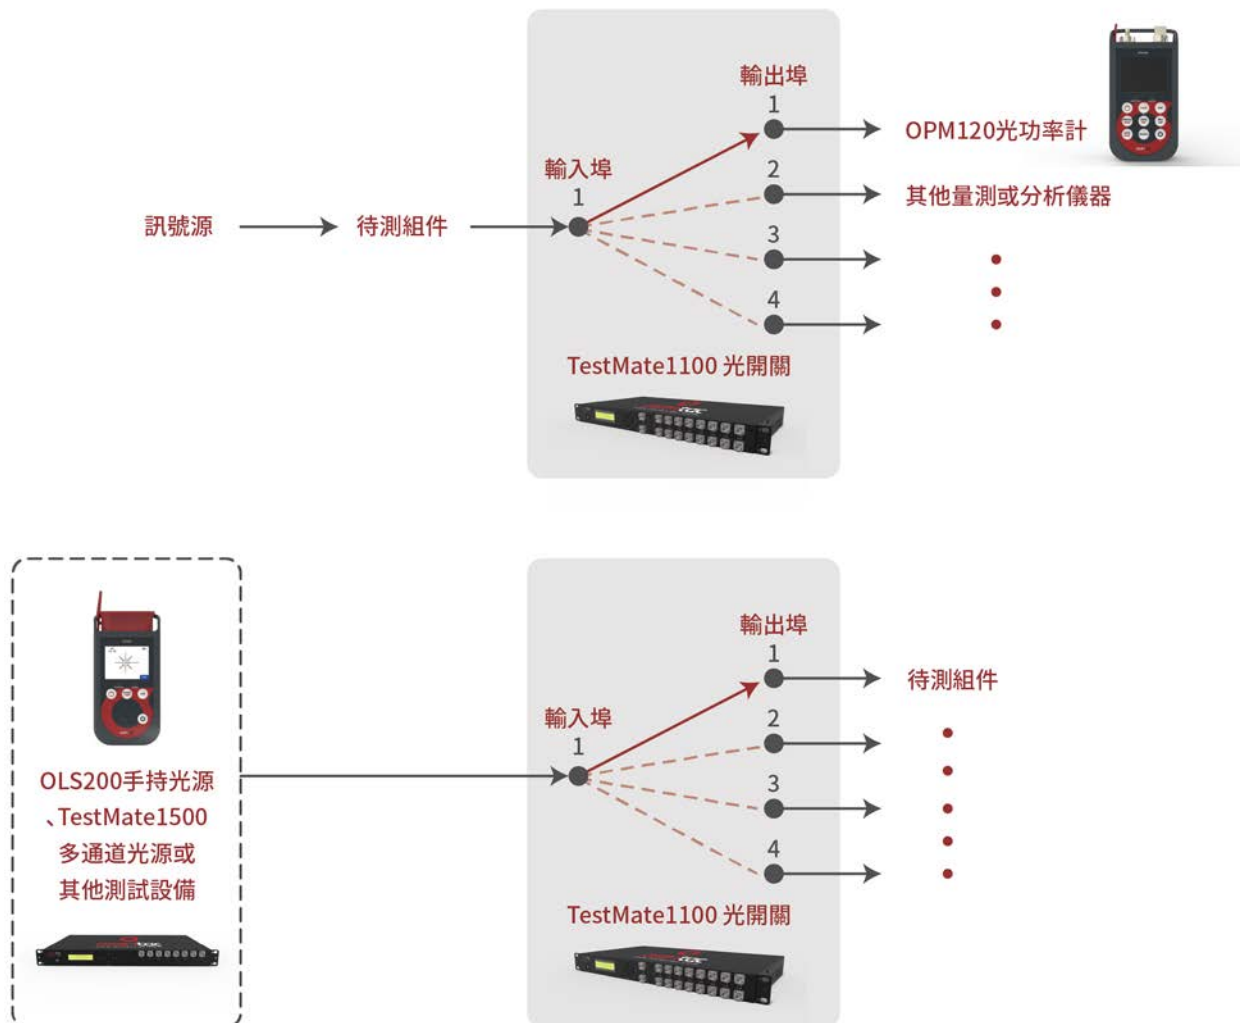 輸出埠
1
OPM120光功率計
輸入埠
1
2
其他量測或分析儀器
訊號源
待測組件
3
4
TestMate1100 光開關
輸出埠
1
待測組件
輸入埠
1
2
3
4
OLS200手持光源
、TestMate1500
多通道光源或
其他測試設備
TestMate1100 光開關